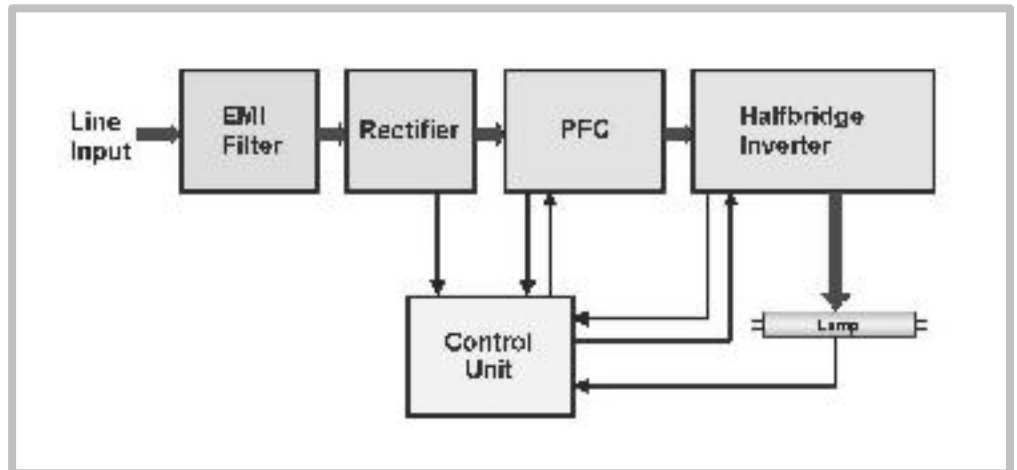 Line
Input
EMI
Filter
Rectifier
PFC
Halfbridge
Inverter
Control
Unit
Lamp